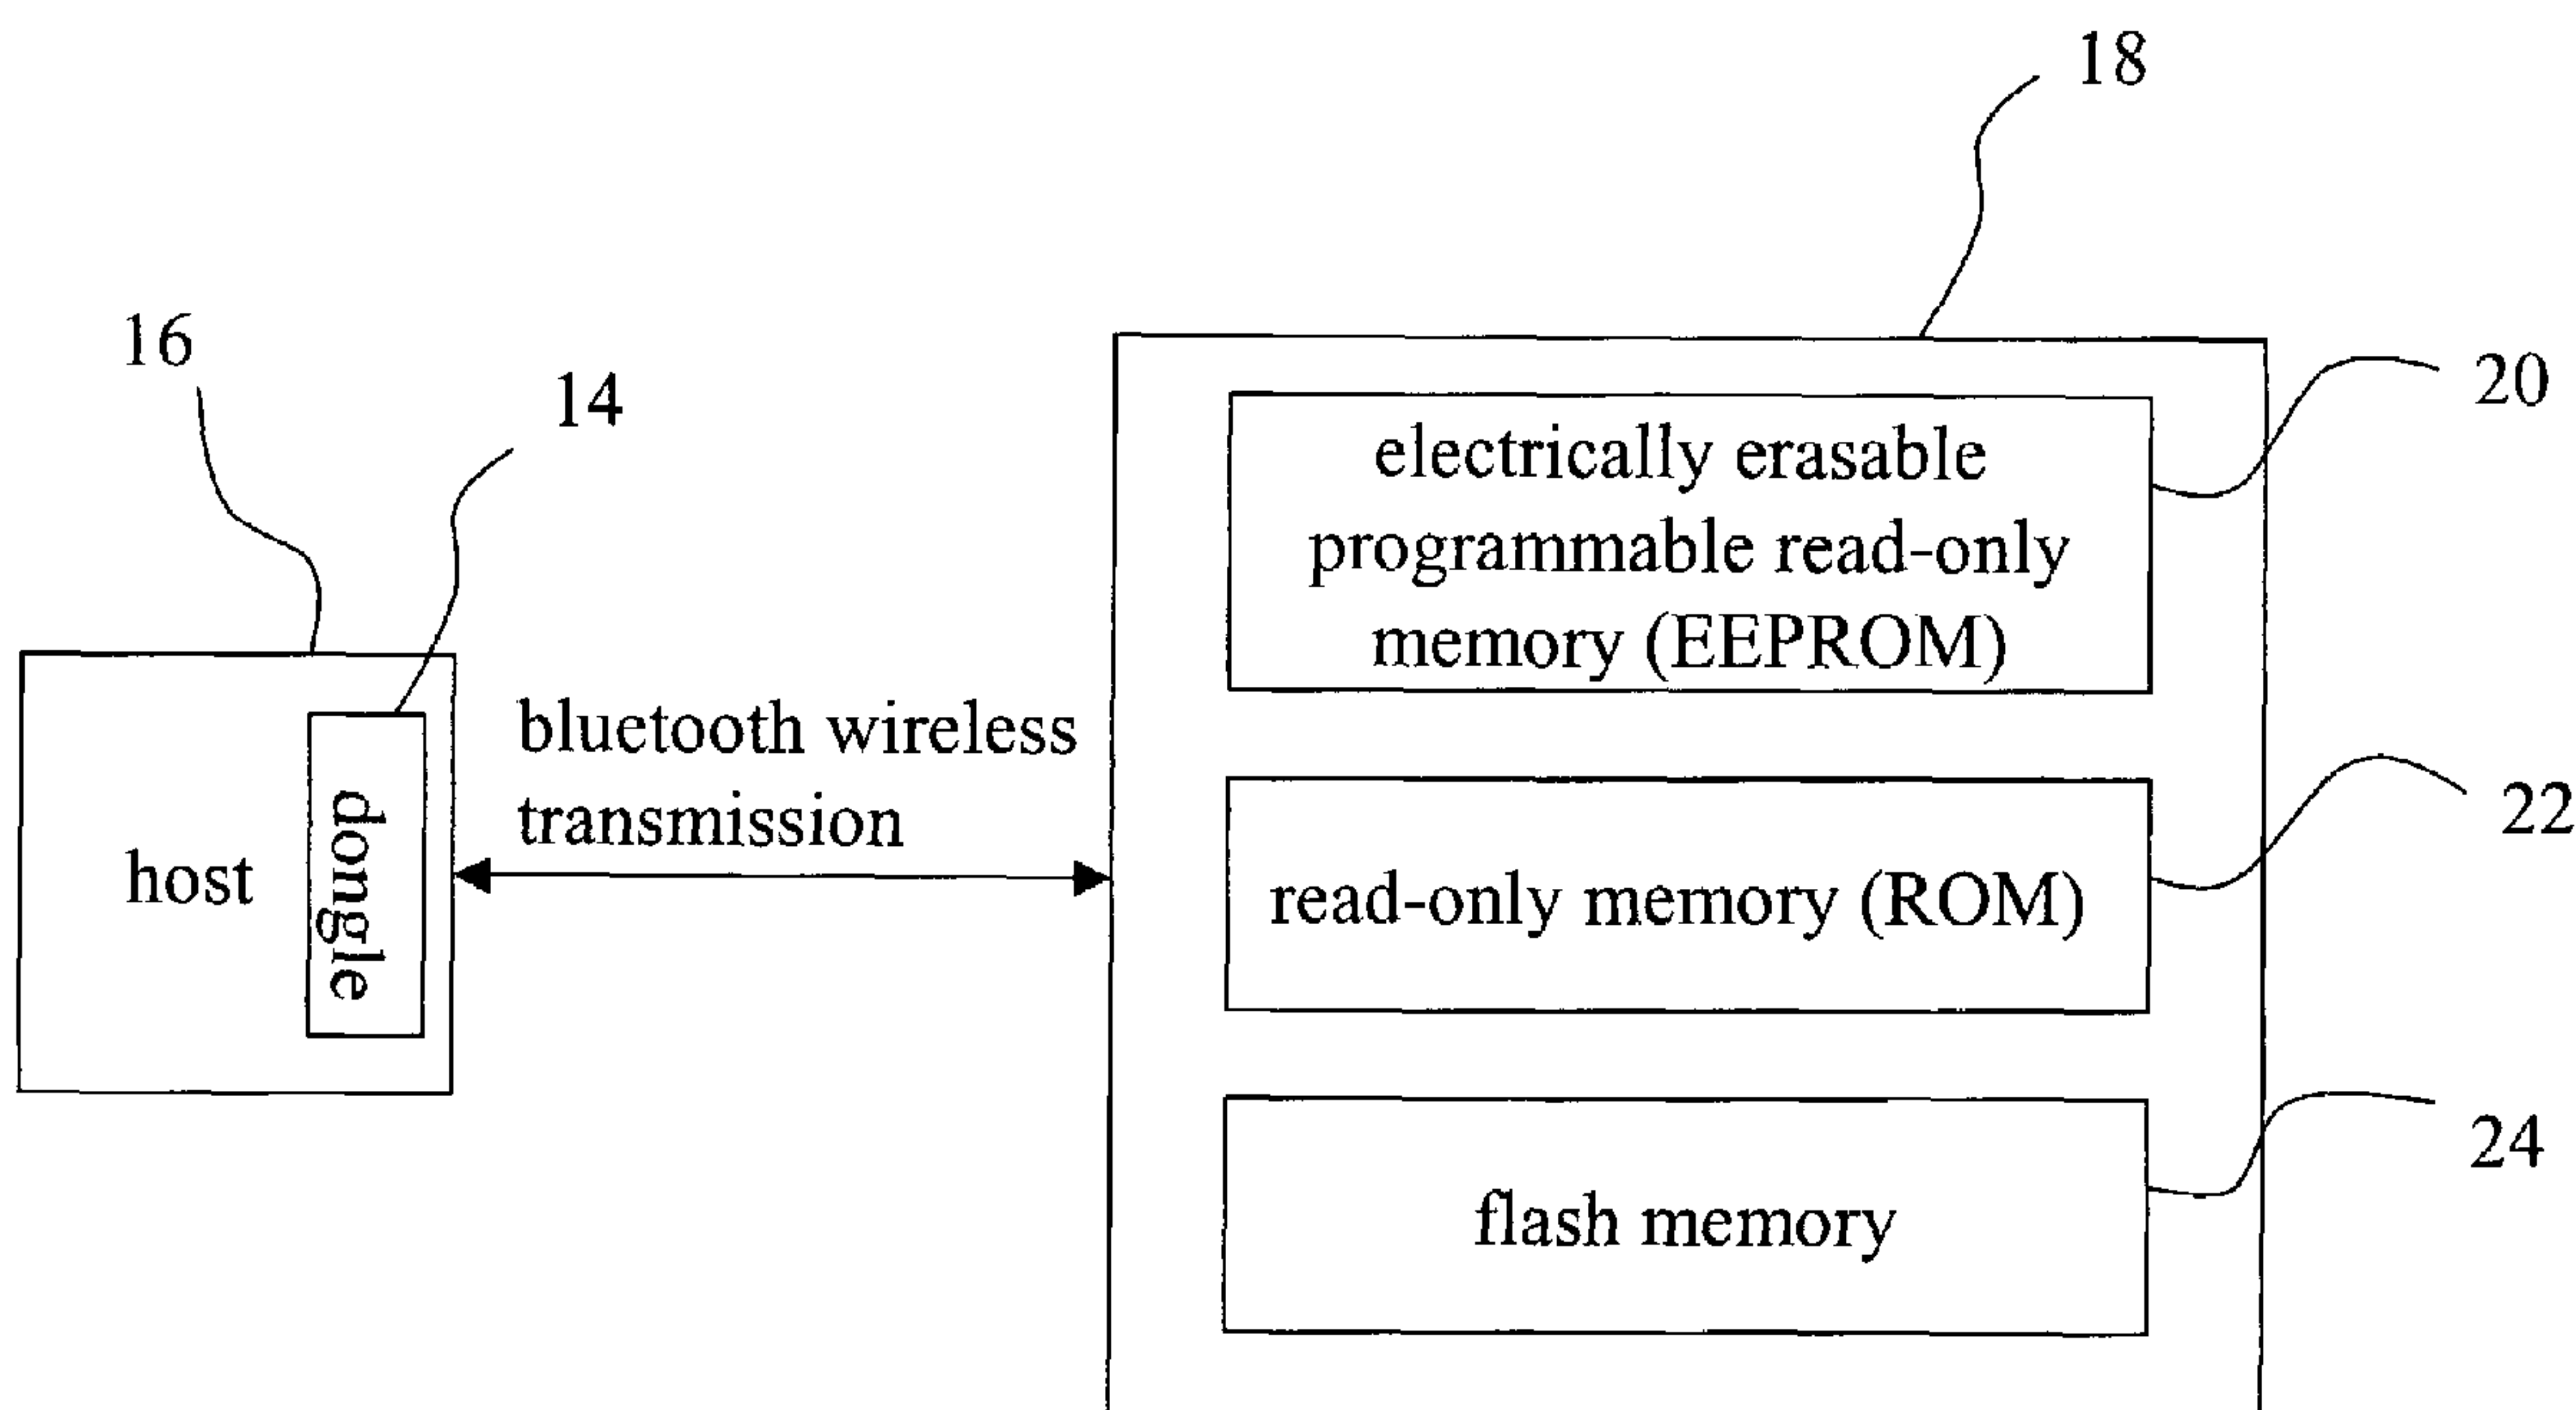 18
16
14
20
electrically erasable
programmable read-only
memory (EEPROM)
bluetooth wireless
transmission
host
dongle
22
read-only memory (ROM)
24
flash memory